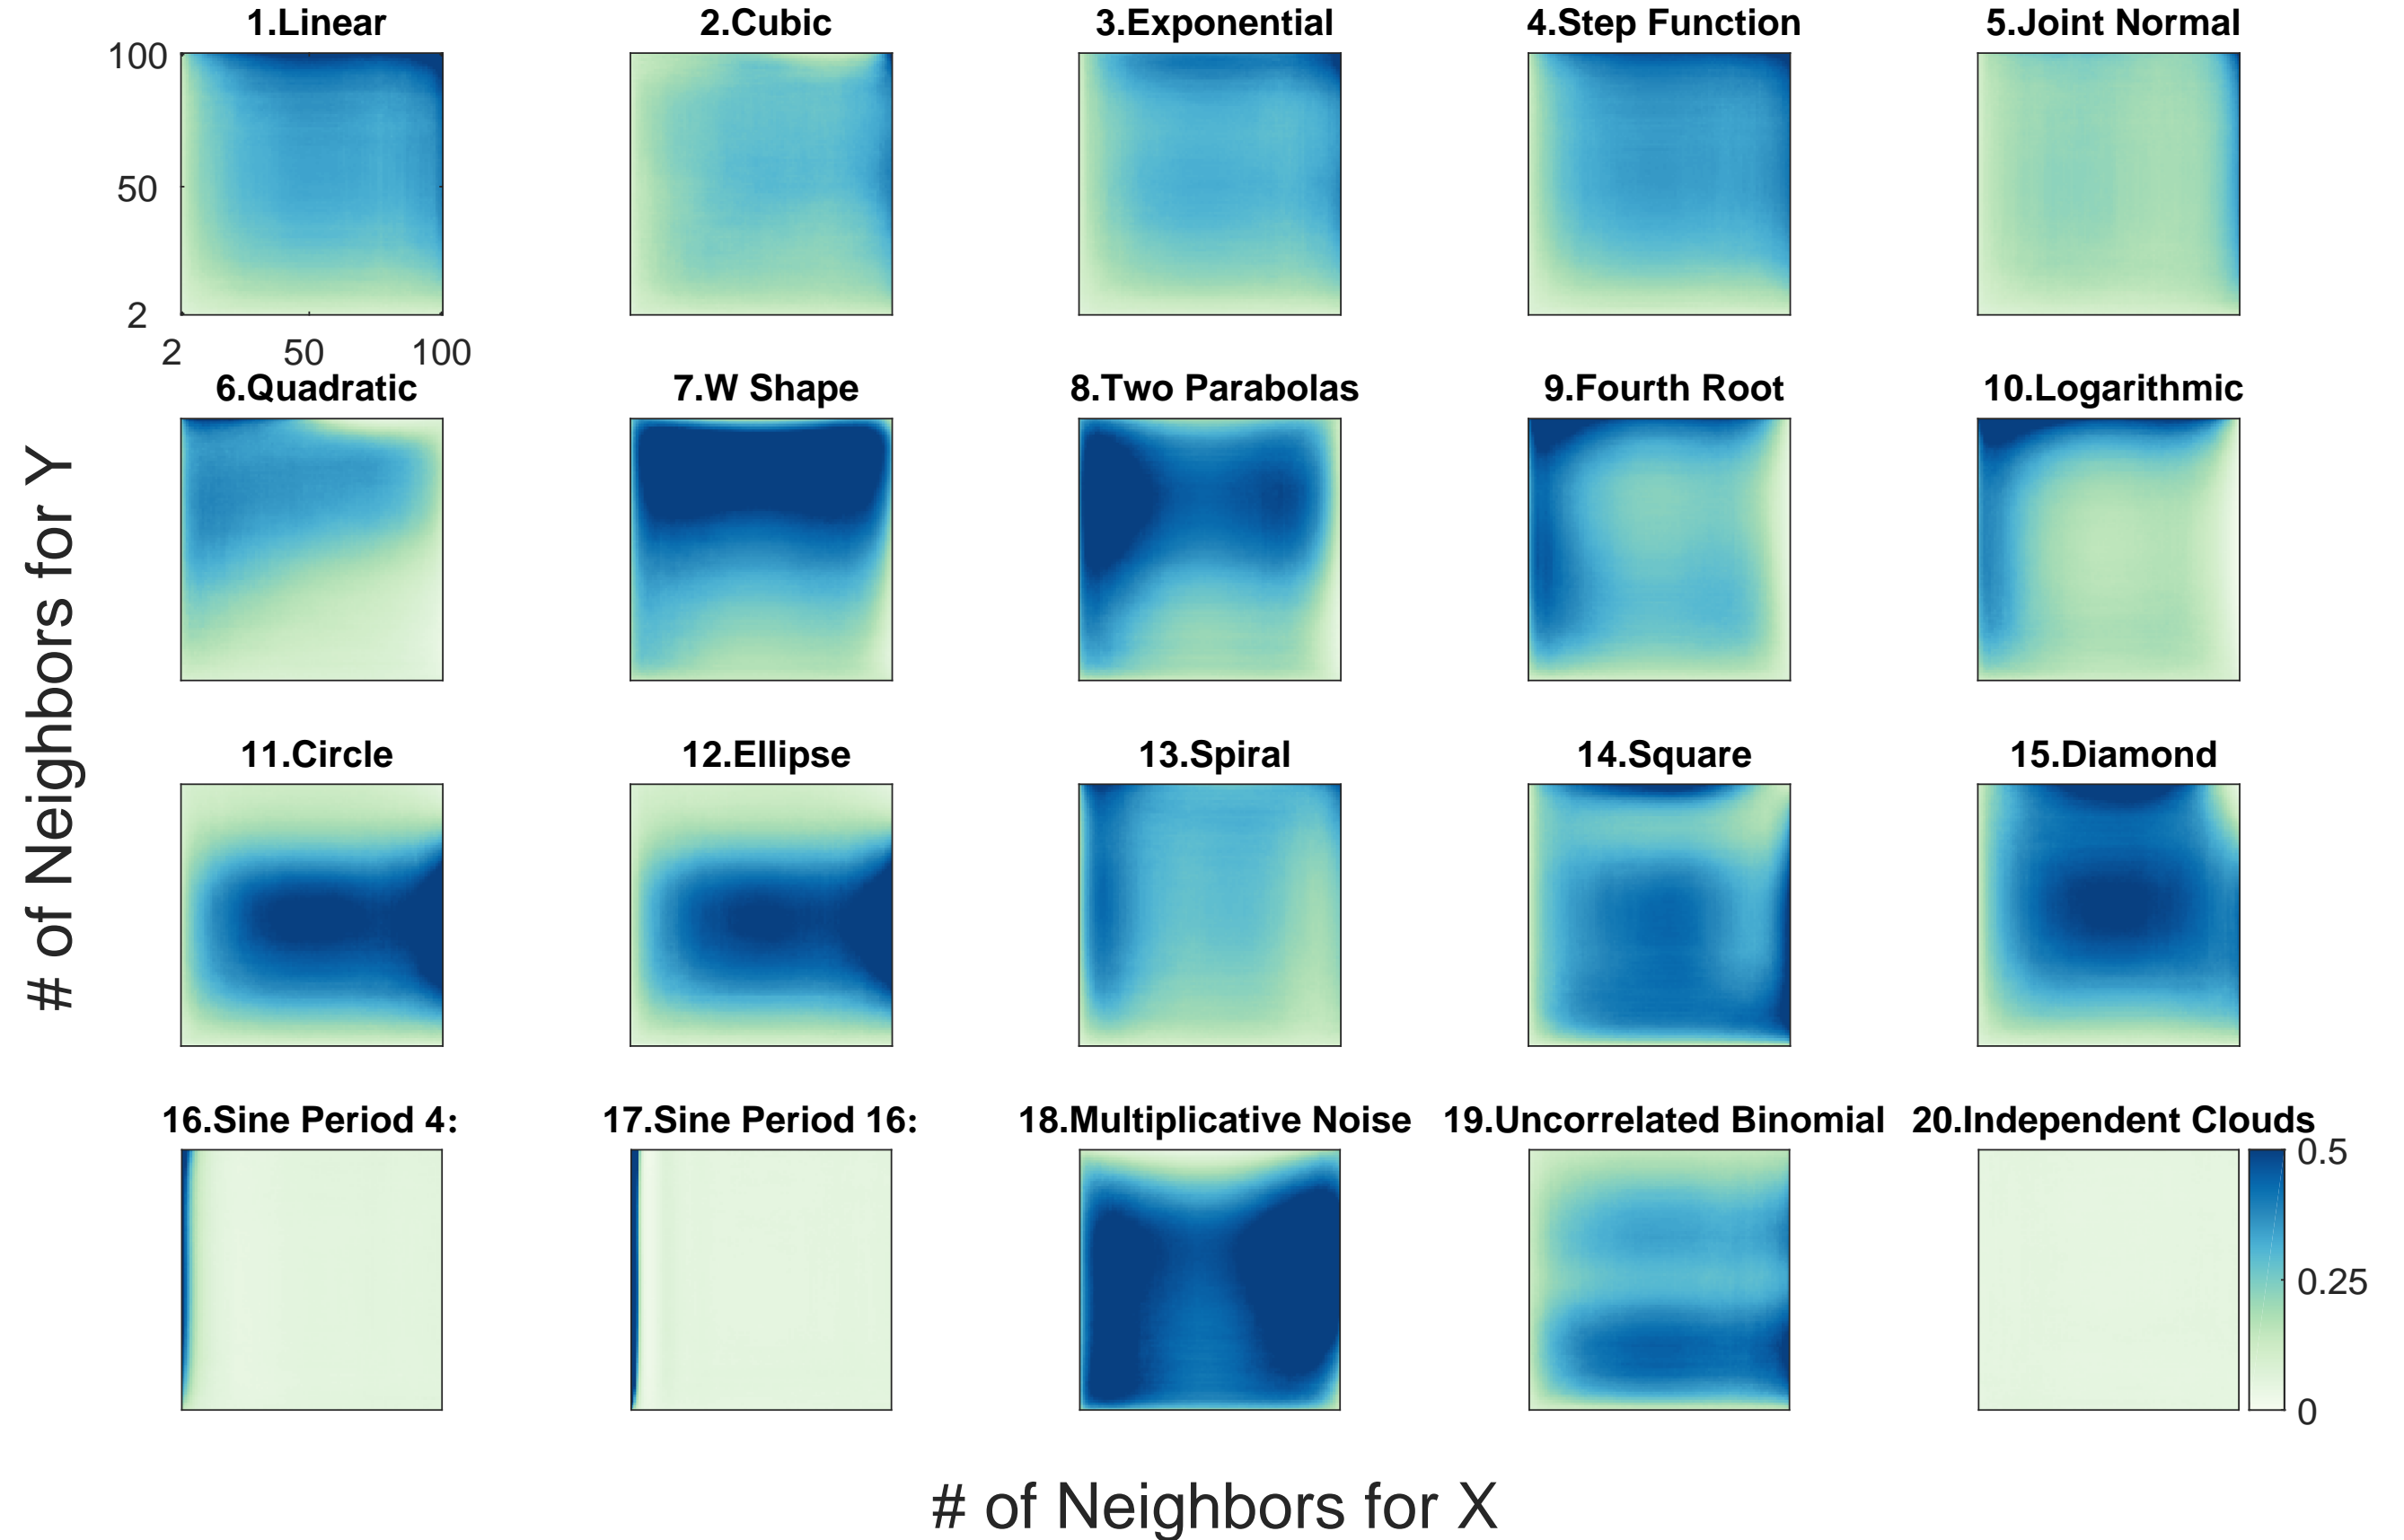 1.Linear
2.Cubic
3.Exponential
4.Step Function
5.Joint Normal
100
50
2
2
50
100
6.Quadratic
7.W Shape
8.Two Parabolas
9.Fourth Root
10.Logarithmic
# of Neighbors for Y
11.Circle
12.Ellipse
13.Spiral
14.Square
15.Diamond
16.Sine Period 4:
17.Sine Period 16:
18.Multiplicative Noise
19.Uncorrelated Binomial
20.Independent Clouds
0.5
0.25
0
# of Neighbors for X